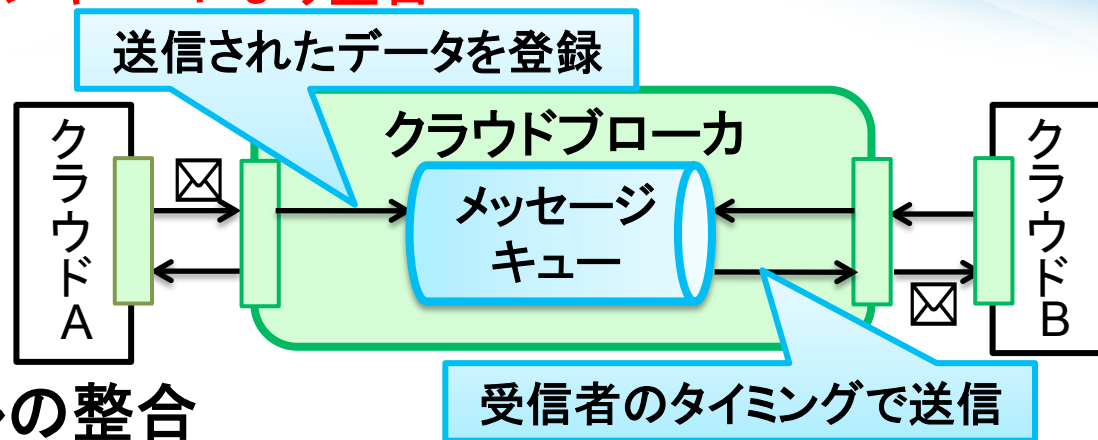 送信されたデータを登録
クラウドブローカ
クラウドA
メッセージ
キュー
クラウドB
の整合
受信者のタイミングで送信